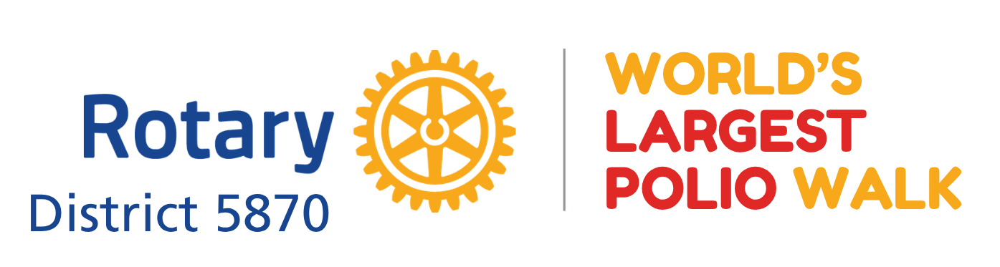 Rotary
District 5870
WORLD'S
LARGEST
POLIO WALK